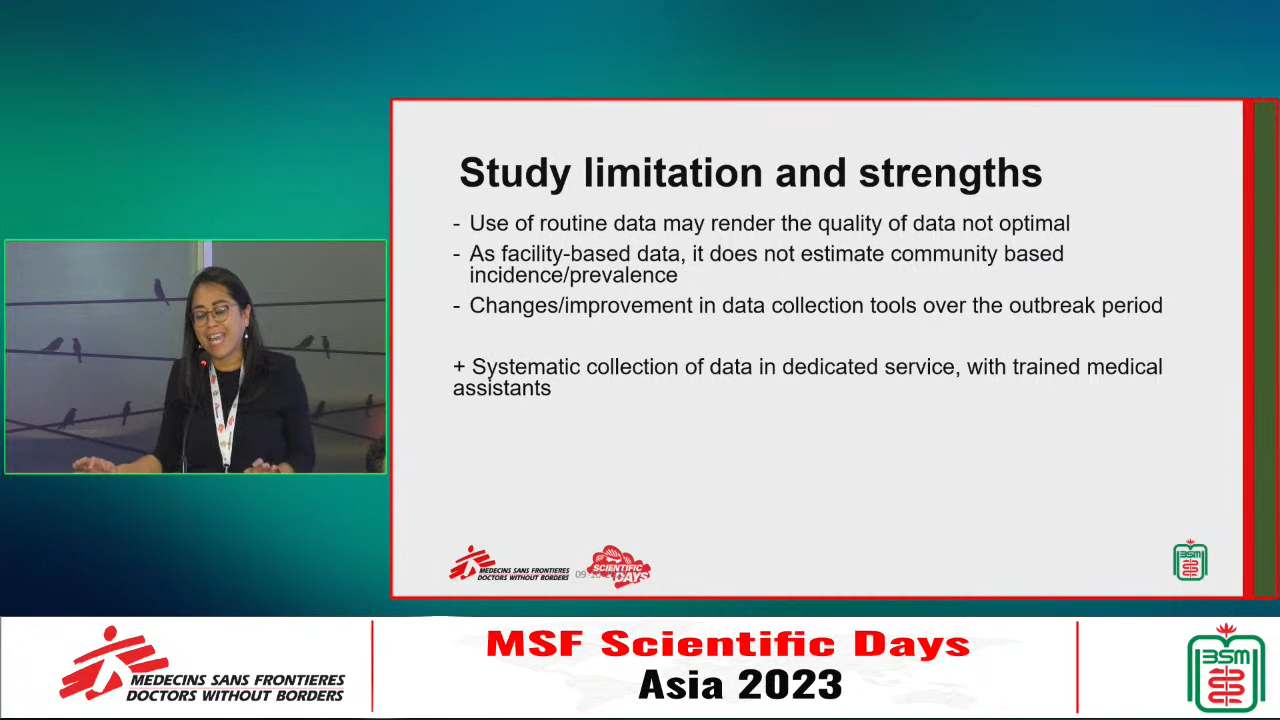 Study limitation and strengths
- Use of routine data may render the quality of data not optimal
- As facility-based data, it does not estimate community based
incidence/prevalence
- Changes/improvement in data collection tools over the outbreak period
+ Systematic collection of data in dedicated service, with trained medical
assistants
MEDECINS SANS FRONTIERES
DOCTORS WITHOUT BORDERS
SCIENTIFIC
DAYS
BSM
MSF Scientific Days
Asia 2023
MEDECINS SANS FRONTIERES
DOCTORS WITHOUT BORDERS
BSM